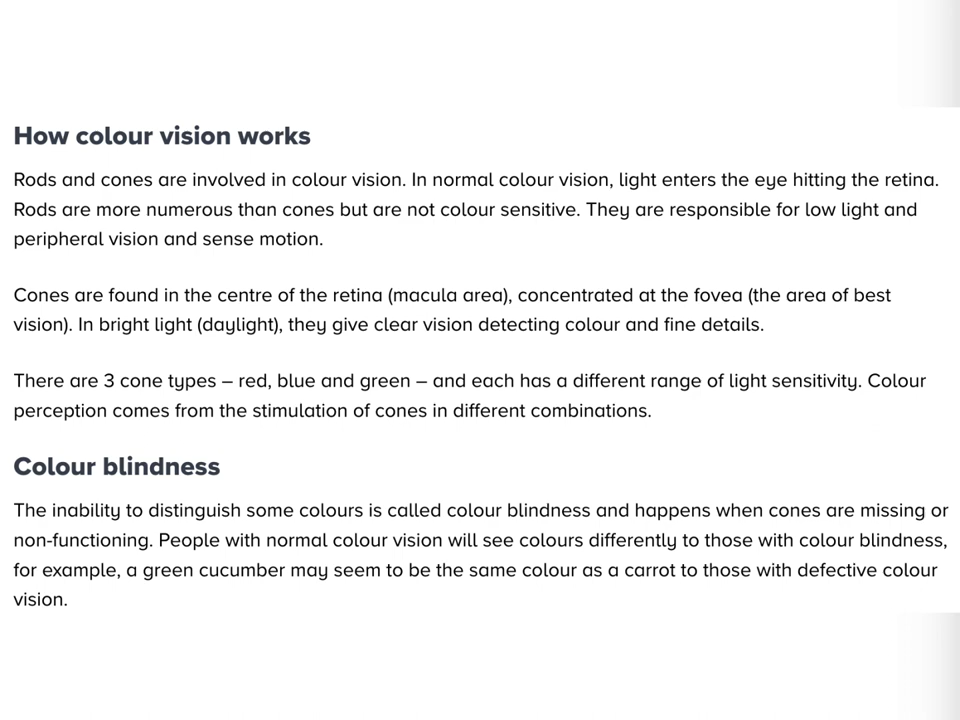 How colour vision works
Rods and cones are involved in colour vision. In normal colour vision, light enters the eye hitting the retina.
Rods are more numerous than cones but are not colour sensitive. They are responsible for low light and
peripheral vision and sense motion.
Cones are found in the centre of the retina (macula area), concentrated at the fovea (the area of best
vision). In bright light (daylight), they give clear vision detecting colour and fine details.
There are 3 cone types – red, blue and green – and each has a different range of light sensitivity. Colour
perception comes from the stimulation of cones in different combinations.
Colour blindness
The inability to distinguish some colours is called colour blindness and happens when cones are missing or
non-functioning. People with normal colour vision will see colours differently to those with colour blindness,
for example, a green cucumber may seem to be the same colour as a carrot to those with defective colour
vision.